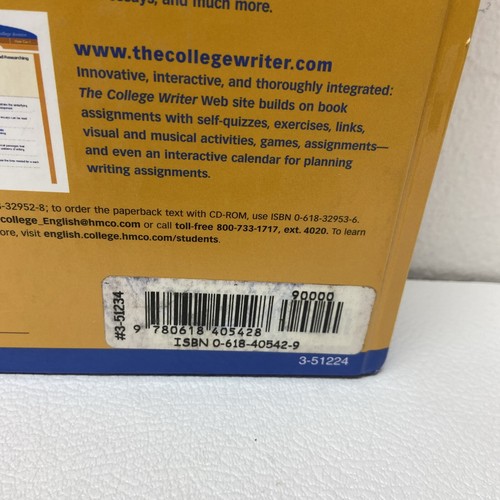 essays, and much more.
www.thecollegewriter.com
Innovative, interactive, and thoroughly integrated:
The College Writer Web site builds on book
assignments with self-quizzes, exercises, links,
visual and musical activities, games, assignments—
and even an interactive calendar for planning
writing assignments.
-32952-8; to order the paperback text with CD-ROM, use ISBN 0-618-32953-6.
college_English@hmco.com or call toll-free 800-733-1717, ext. 4020. To learn
ore, visit english.college.hmco.com/students.
#3-51234
90000
9 780618 405428
ISBN 0-618-40542-9
3-51224